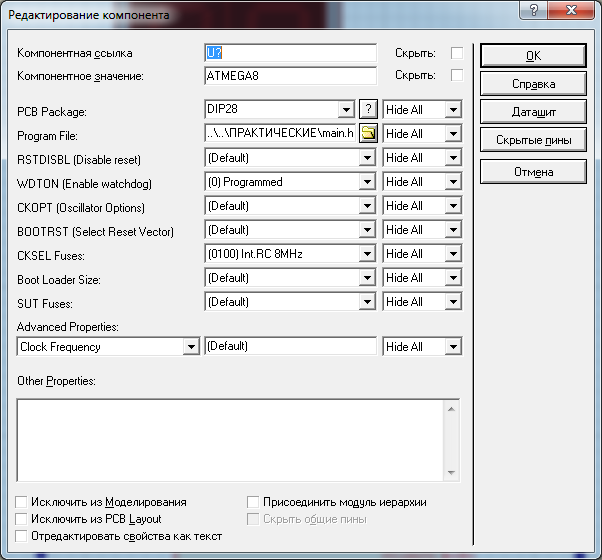 Редактирование компонента
Компонентная ссылка U? Скрыть: OK
Компонентное значение: ATMEGA8 Скрыть: Справка
PCB Package: DIP28 ? Hide All Даташит
Program File: ..\..\ПРАКТИЧЕСКИЕ\main.h Hide All Скрытые пины
RSTDISBL (Disable reset) (Default) Hide All
WDTON (Enable watchdog) (0) Programmed Hide All Отмена
CKOPT (Oscillator Options) (Default) Hide All
BOOTRST (Select Reset Vector) (Default) Hide All
CKSEL Fuses: (0100) Int.RC 8MHz Hide All
Boot Loader Size: (Default) Hide All
SUT Fuses: (Default) Hide All
Advanced Properties:
Clock Frequency (Default) Hide All
Other Properties:
Исключить из Моделирования Присоединить модуль иерархии
Исключить из PCB Layout Скрыть общие пины
Отредактировать свойства как текст